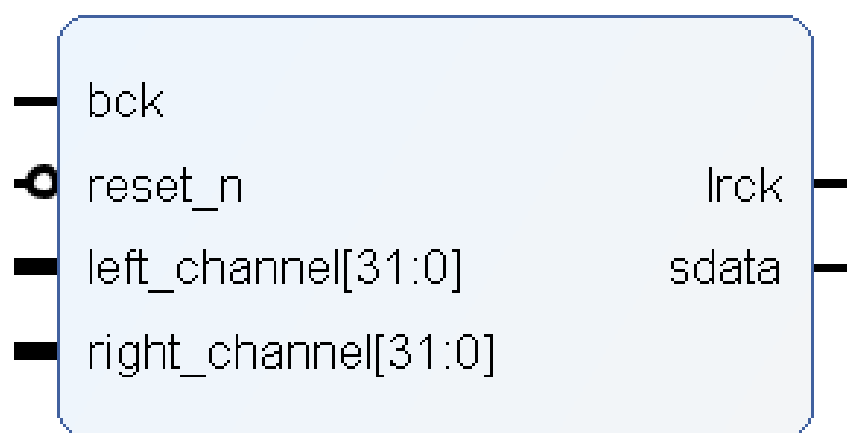 bck
reset_n
left_channel[31:0]
right_channel[31:0]
lrck
sdata